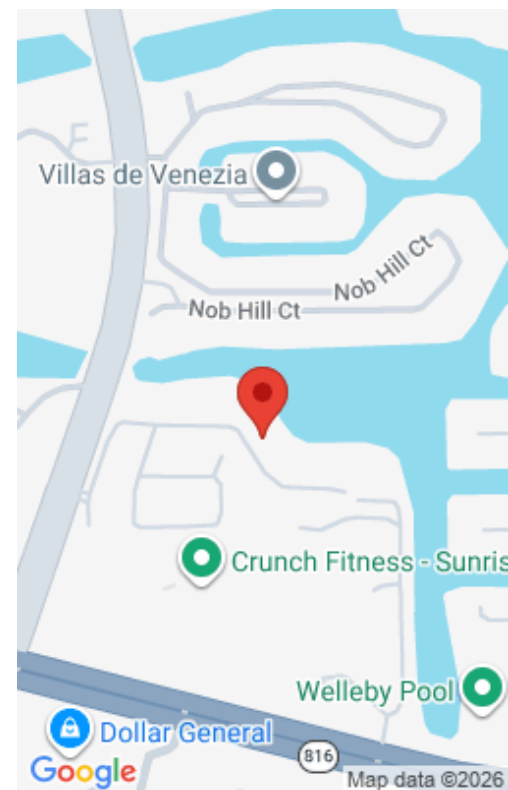 Villas de Venezia
Nob Hill Ct
Nob Hill Ct
Crunch Fitness - Sunris
Welleby Pool
Dollar General
816
Google
Map data ©2026